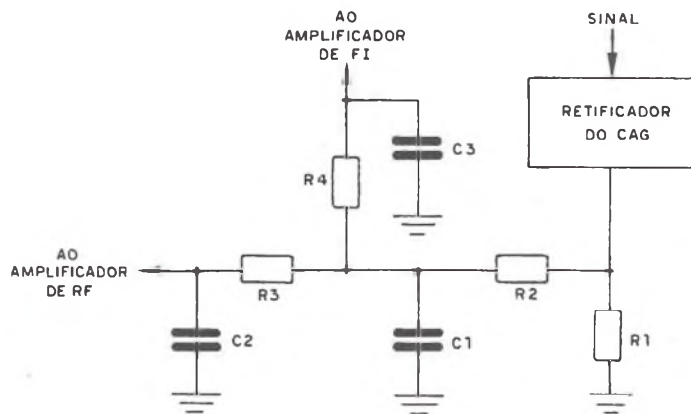 AO
AMPLIFICADOR
DE FI
SINAL
RETIFICADOR
DO CAG
C3
R4
AO
AMPLIFICADOR
DE RF
R3
R2
C2
C1
R1